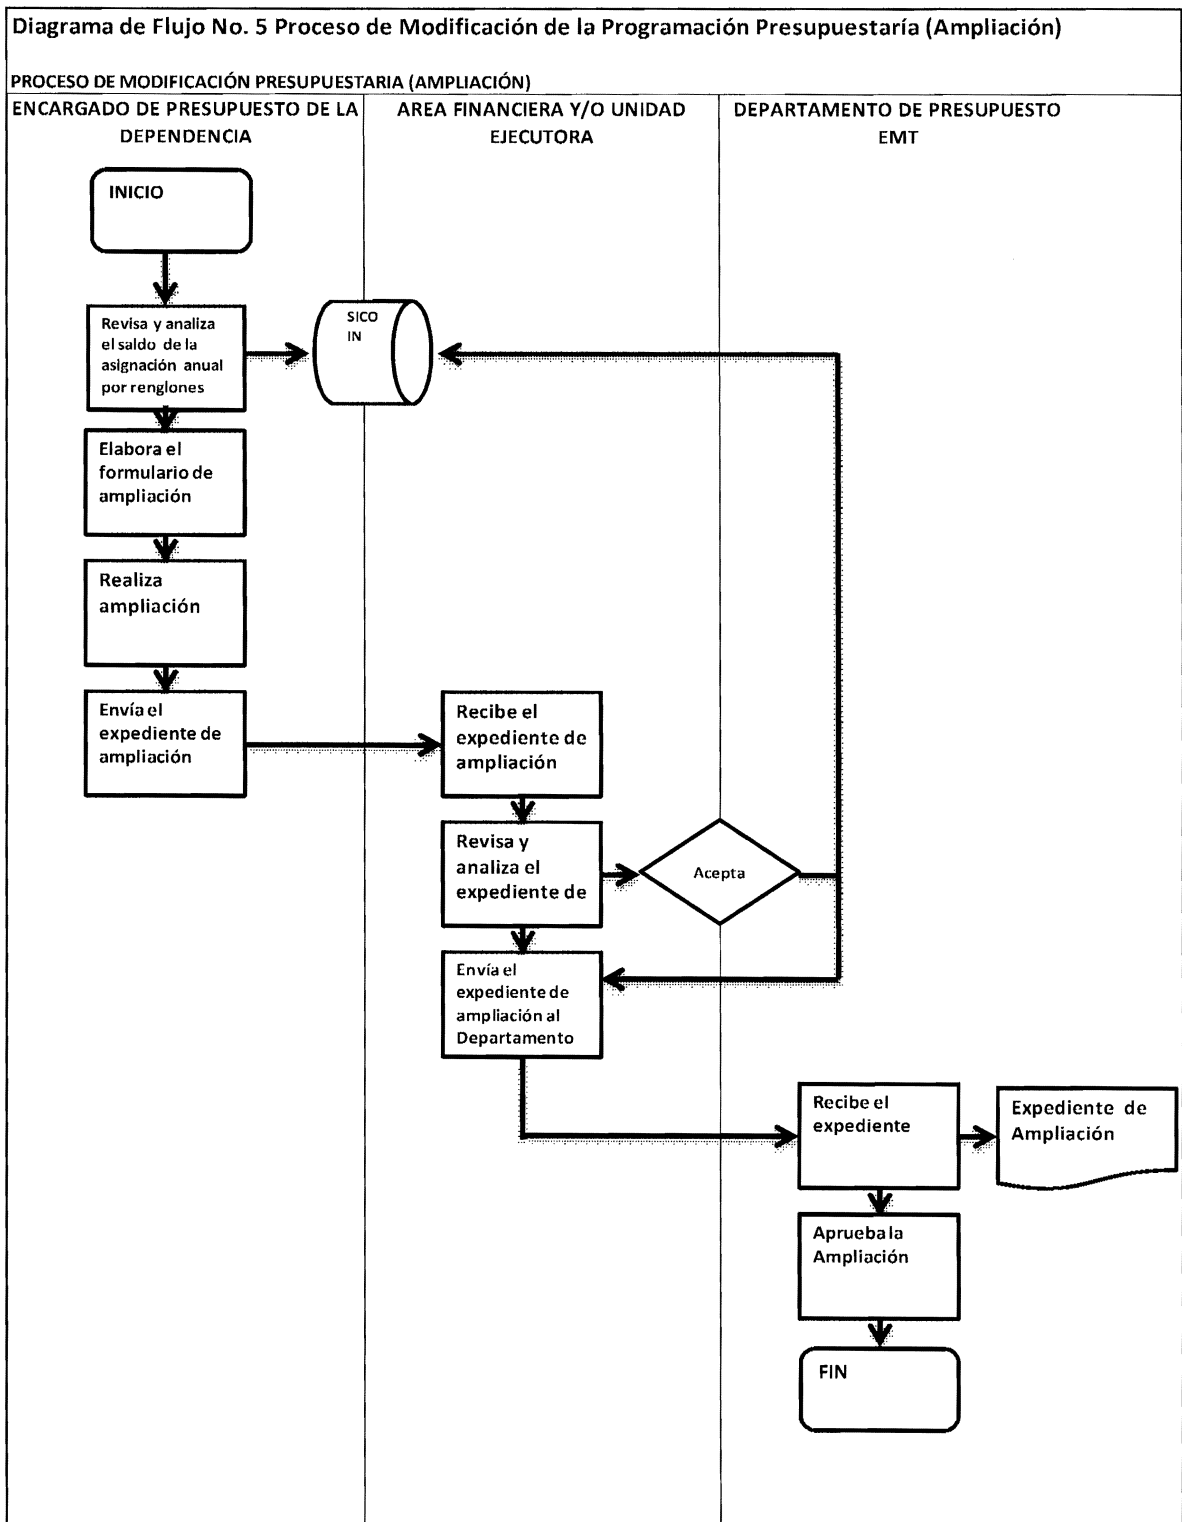 Diagrama de Flujo No. 5 Proceso de Modificación de la Programación Presupuestaría (Ampliación)
PROCESO DE MODIFICACIÓN PRESUPUESTARIA (AMPLIACIÓN)
ENCARGADO DE PRESUPUESTO DE LA
DEPENDENCIA
AREA FINANCIERA Y/O UNIDAD
EJECUTORA
DEPARTAMENTO DE PRESUPUESTO
EMT
INICIO
Revisa y analiza
el saldo de la
asignación anual
por renglones
SICO
IN
Elabora el
formulario de
ampliación
Realiza
ampliación
Envía el
expediente de
ampliación
Recibe el
expediente de
ampliación
Revisa y
analiza el
expediente de
Acepta
Envía el
expediente de
ampliación al
Departamento
Recibe el
expediente
Expediente de
Ampliación
Aprueba la
Ampliación
FIN